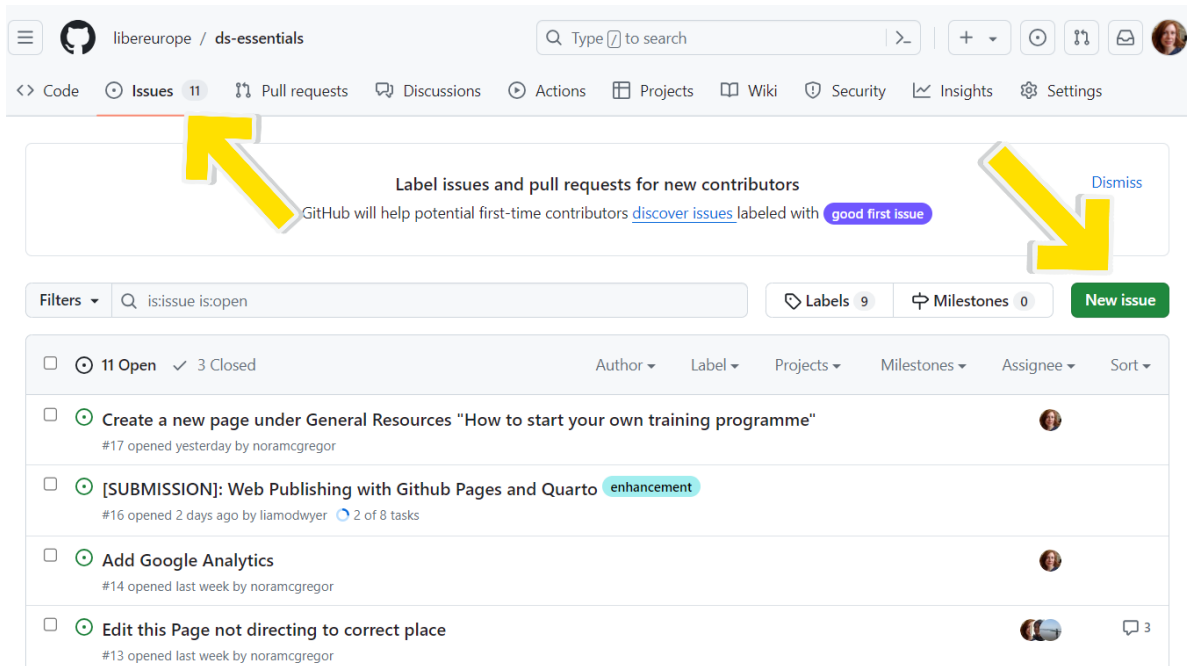 libereurope / ds-essentials
Type / to search
Code Issues 11 Pull requests Discussions Actions Projects Wiki Security Insights Settings
Label issues and pull requests for new contributors
Dismiss
GitHub will help potential first-time contributors discover issues labeled with good first issue
Filters is:issue is:open Labels 9 Milestones 0 New issue
11 Open 3 Closed Author Label Projects Milestones Assignee Sort
Create a new page under General Resources "How to start your own training programme"
#17 opened yesterday by noramcgregor
[SUBMISSION]: Web Publishing with Github Pages and Quarto enhancement
#16 opened 2 days ago by liamodwyer 2 of 8 tasks
Add Google Analytics
#14 opened last week by noramcgregor
Edit this Page not directing to correct place 3
#13 opened last week by noramcgregor